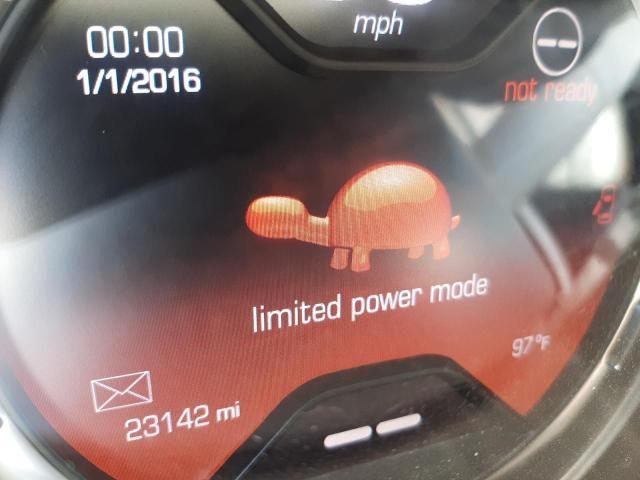 mph
00:00
1/1/2016
not ready
limited power mode
97°F
23142 mi